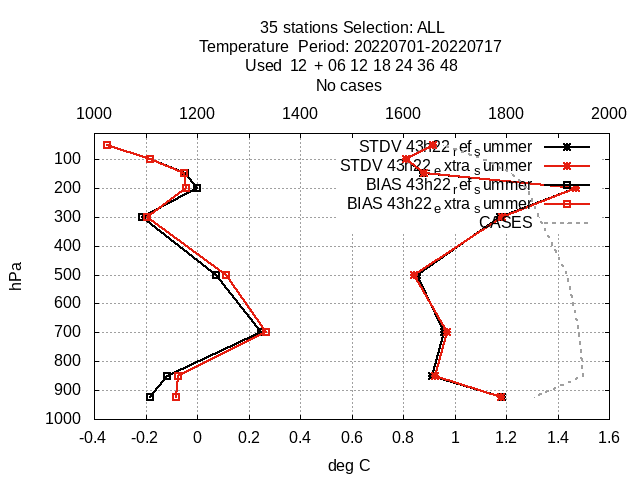 35 stations Selection: ALL
Temperature Period: 20220701-20220717
Used 12 + 06 12 18 24 36 48
No cases
1000 1200 1400 1600 1800 2000
STDV 43h22_ref_summer
STDV 43h22_extra_summer
BIAS 43h22_ref_summer
BIAS 43h22_extra_summer
CASES
100
200
300
400
500
600
700
800
900
1000
hPa
-0.4 -0.2 0 0.2 0.4 0.6 0.8 1 1.2 1.4 1.6
deg C